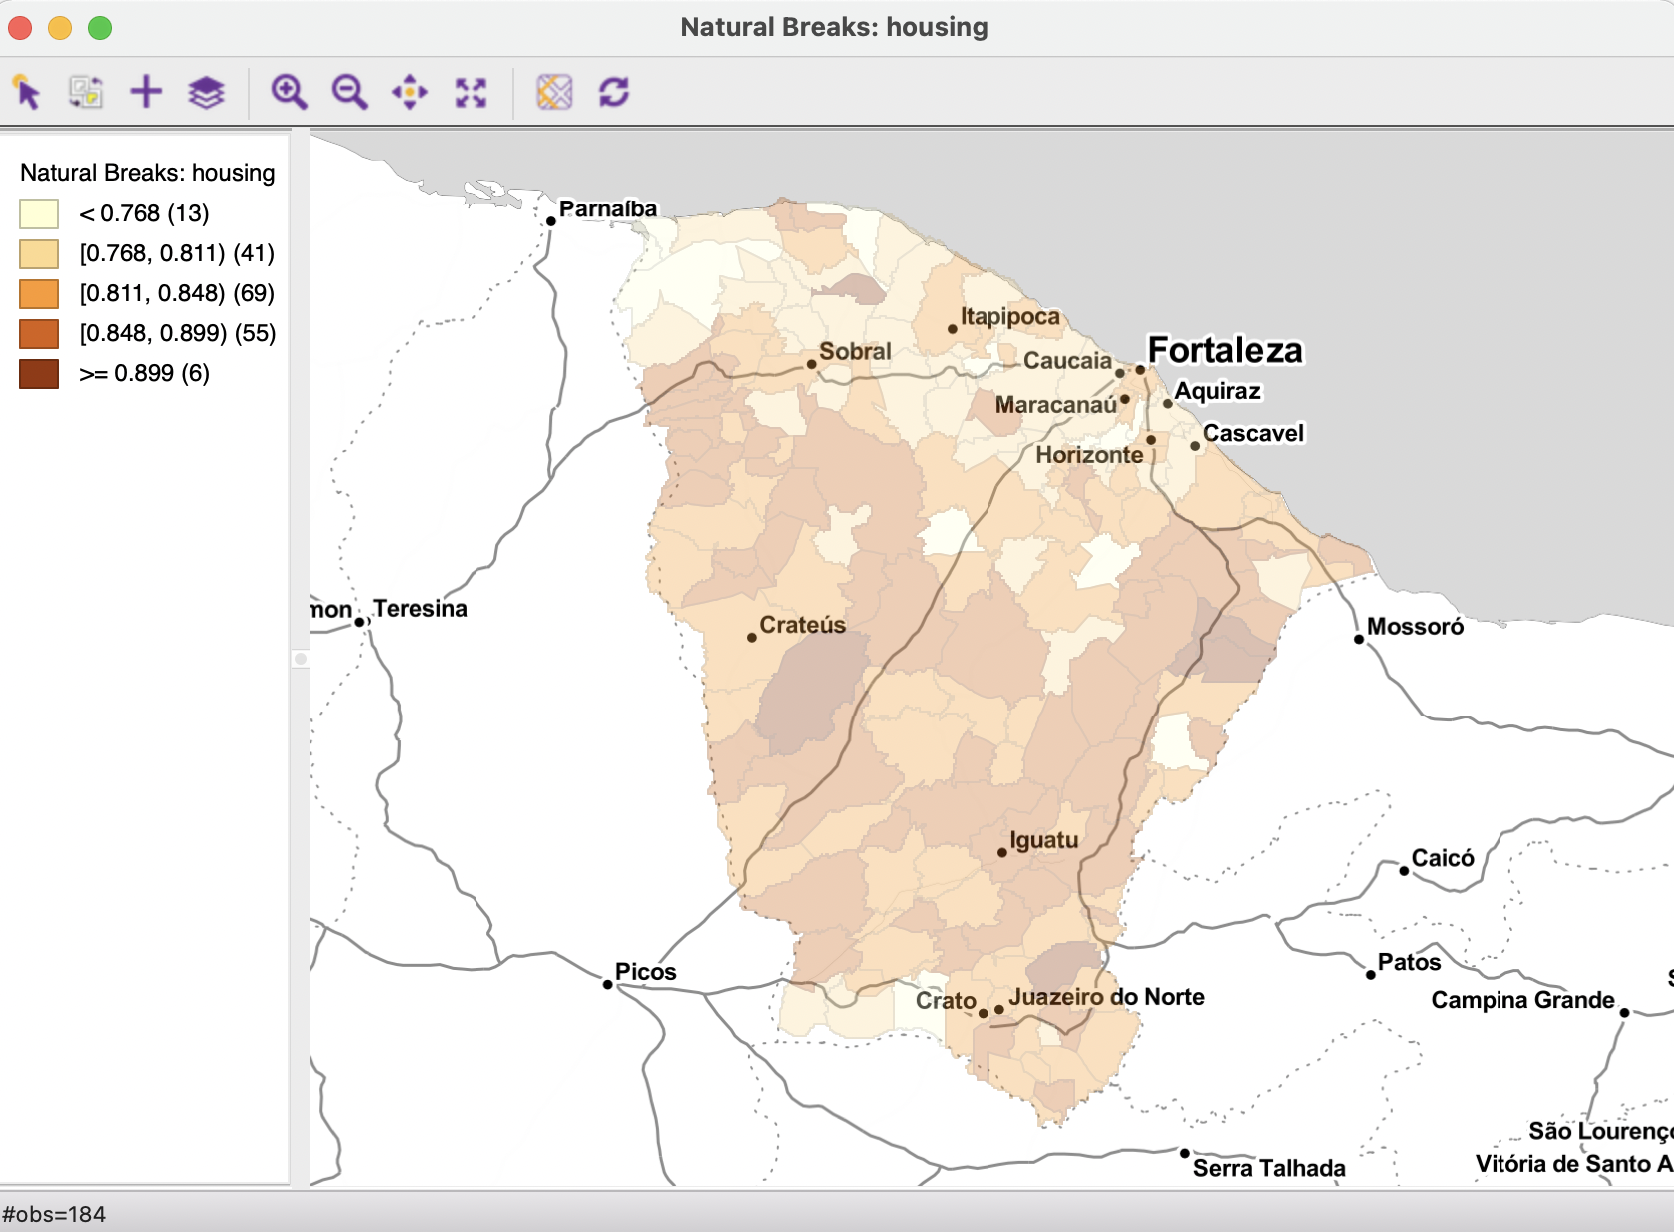 Natural Breaks: housing
Natural Breaks: housing
< 0.768 (13)
[0.768, 0.811) (41)
[0.811, 0.848) (69)
[0.848, 0.899) (55)
>= 0.899 (6)
Parnaíba
Itapipoca
Sobral
Caucaia
Fortaleza
Aquiraz
Maracanaú
Cascavel
Horizonte
mon
Teresina
Crateús
Mossoró
Iguatu
Caicó
Picos
Patos
Crato
Juazeiro do Norte
Campina Grande
São Lourenç
Vitória de Santo A
Serra Talhada
#obs=184